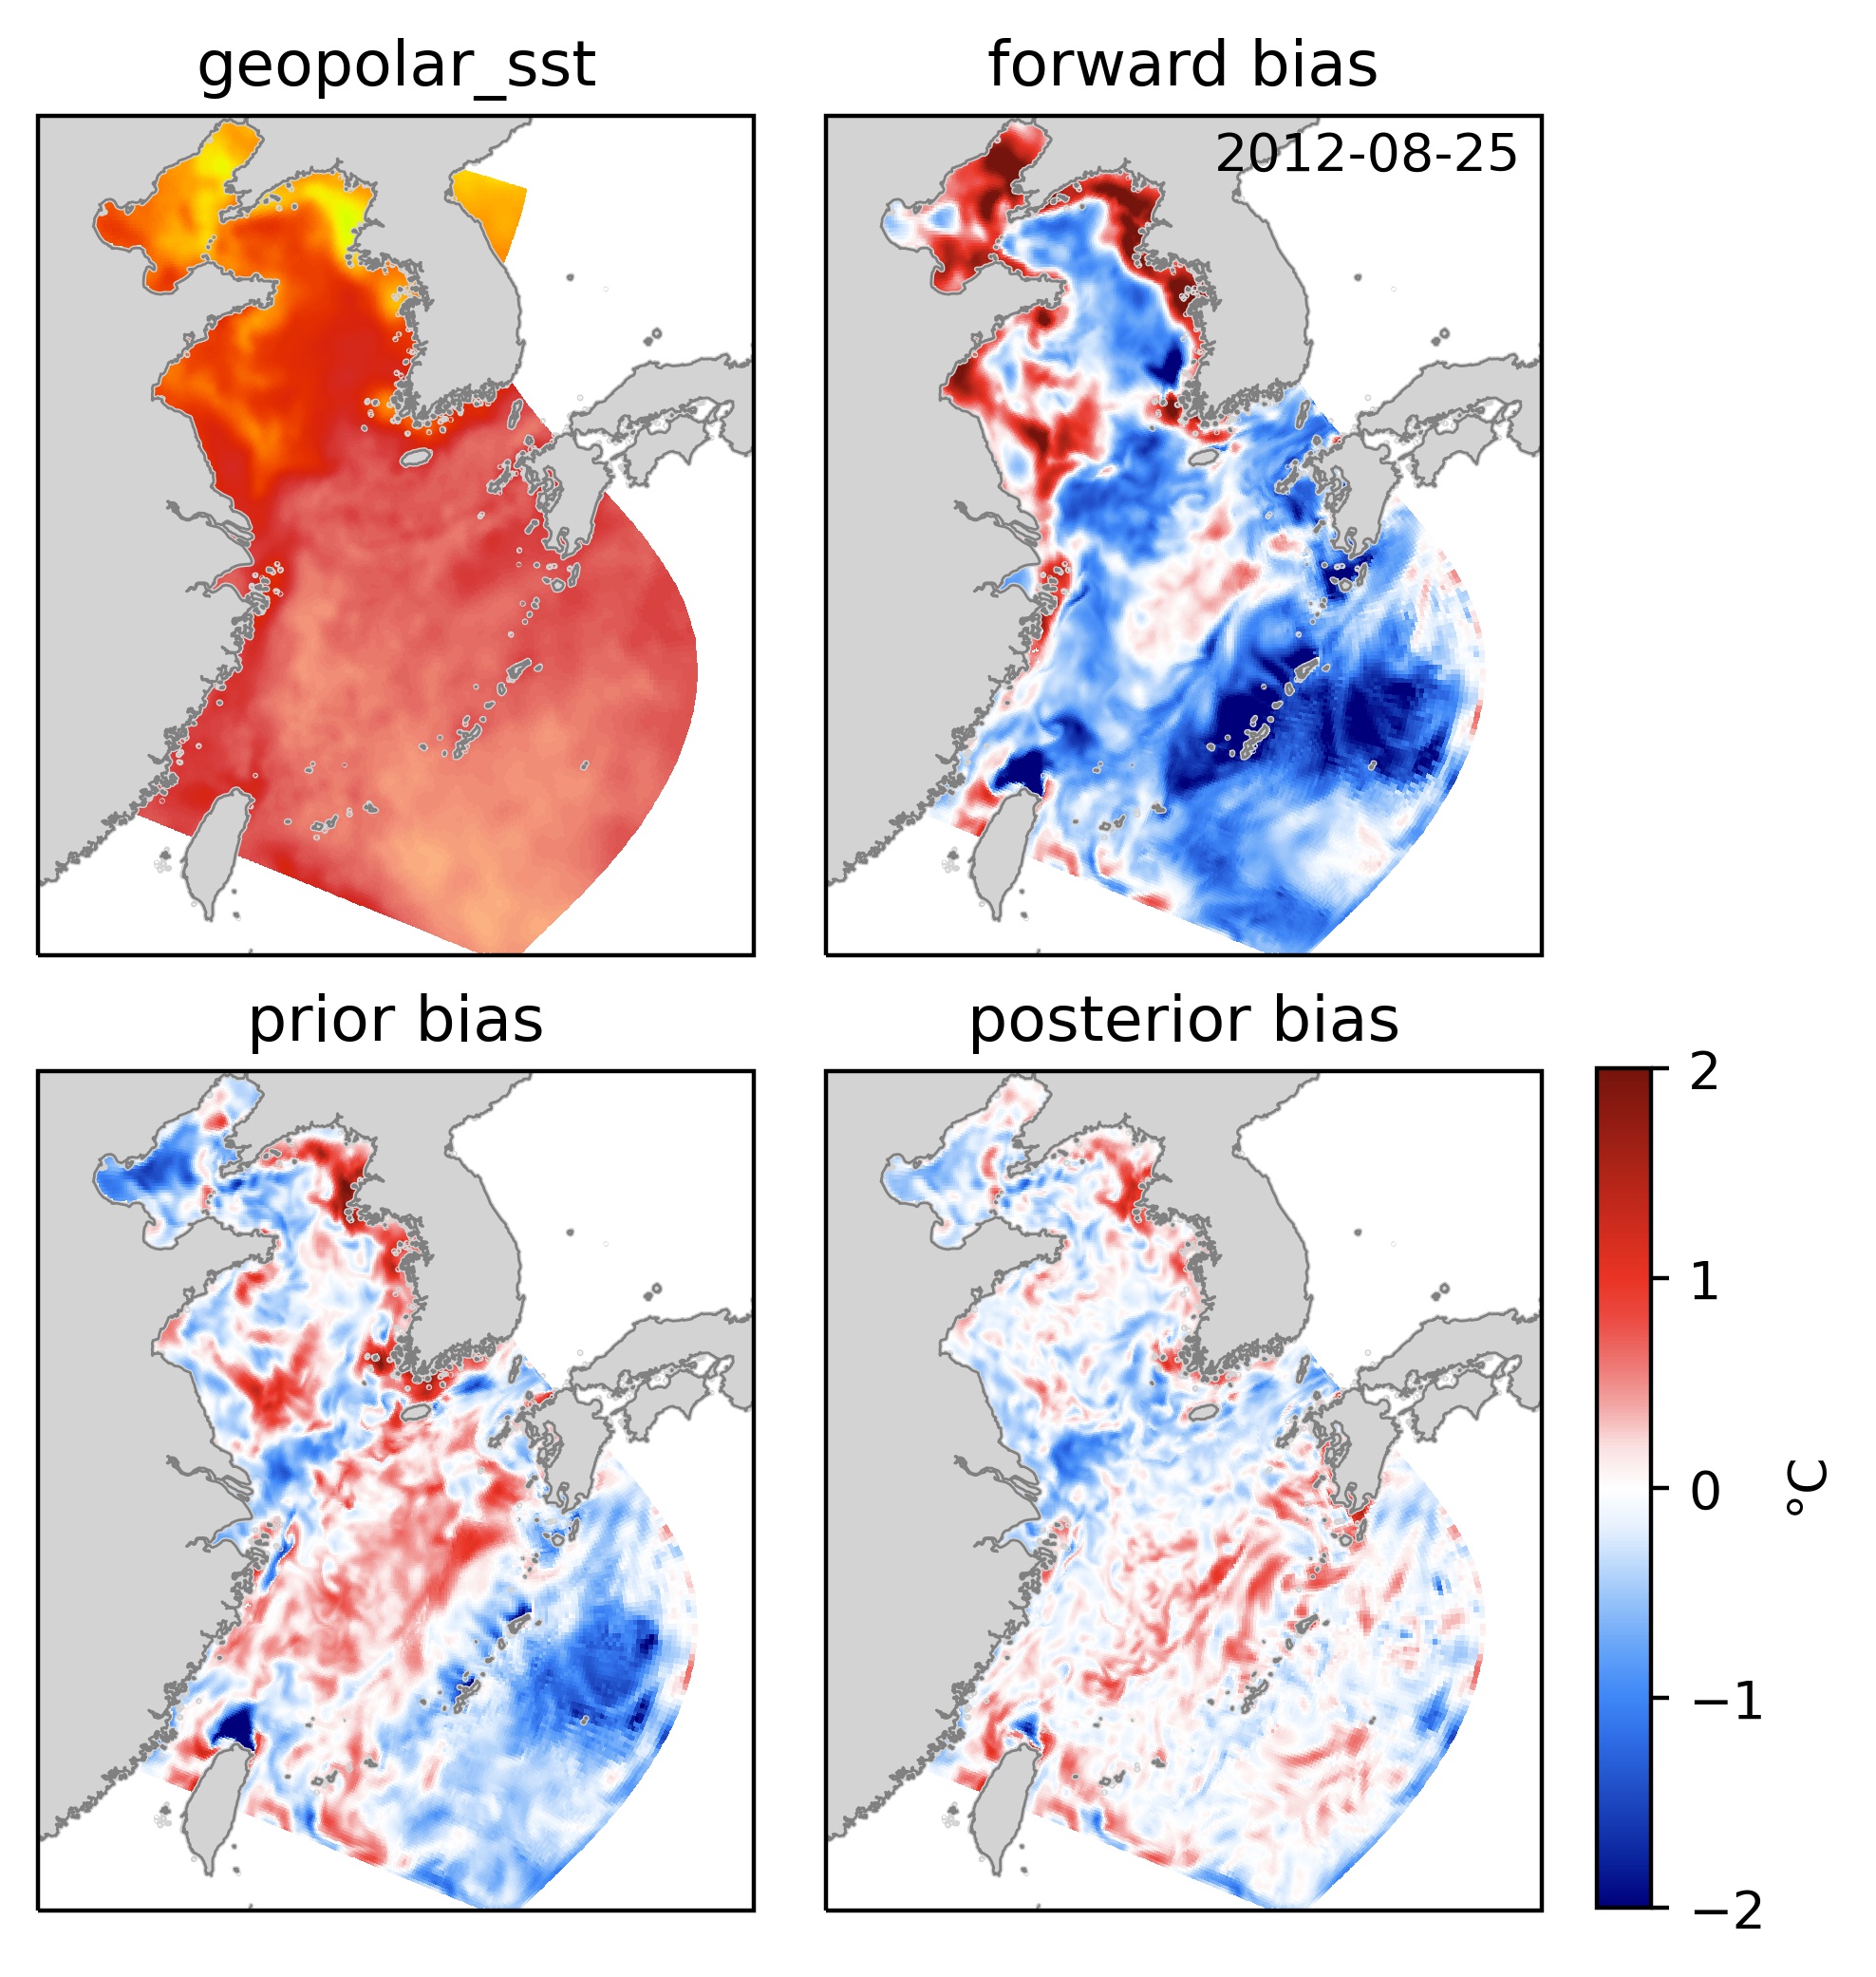 geopolar_sst
forward bias
2012-08-25
prior bias
posterior bias
2
1
0
−1
−2
°C